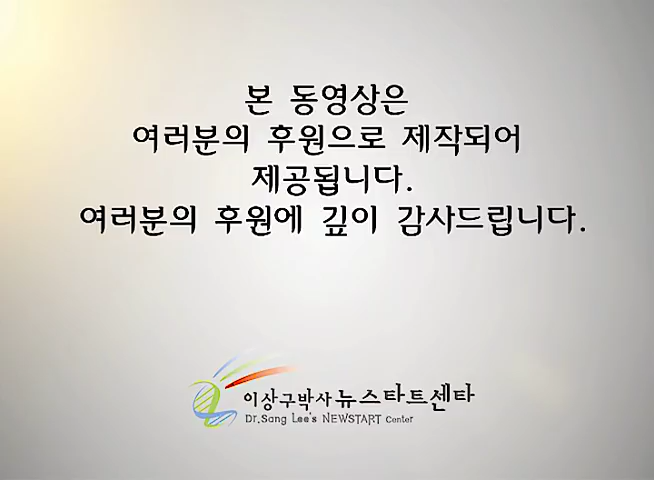 본 동영상은
여러분의 후원으로 제작되어
제공됩니다.
여러분의 후원에 깊이 감사드립니다.
이상구박사 뉴스타트센타
Dr.Sang Lee's NEWSTART Center